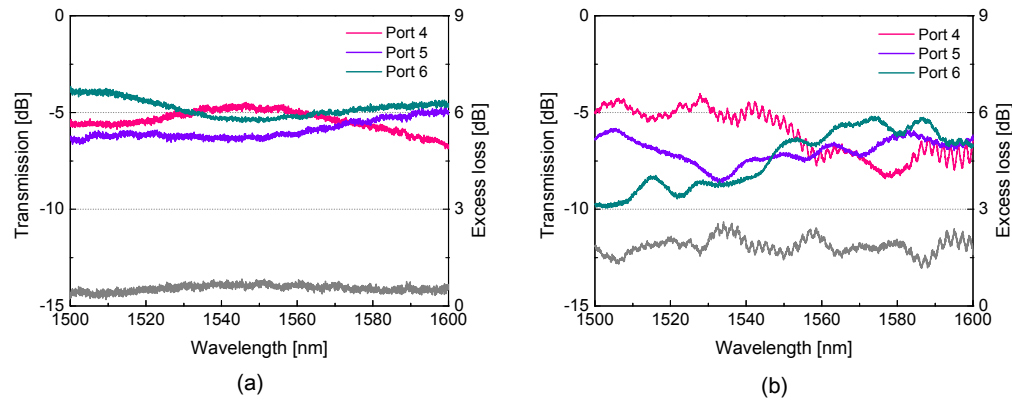 0
-5
-10
-15
Transmission [dB]
9
6
3
0
Excess loss [dB]
Port 4
Port 5
Port 6
1500
1520
1540
1560
1580
1600
Wavelength [nm]
(a)
0
-5
-10
-15
Transmission [dB]
9
6
3
0
Excess loss [dB]
Port 4
Port 5
Port 6
1500
1520
1540
1560
1580
1600
Wavelength [nm]
(b)